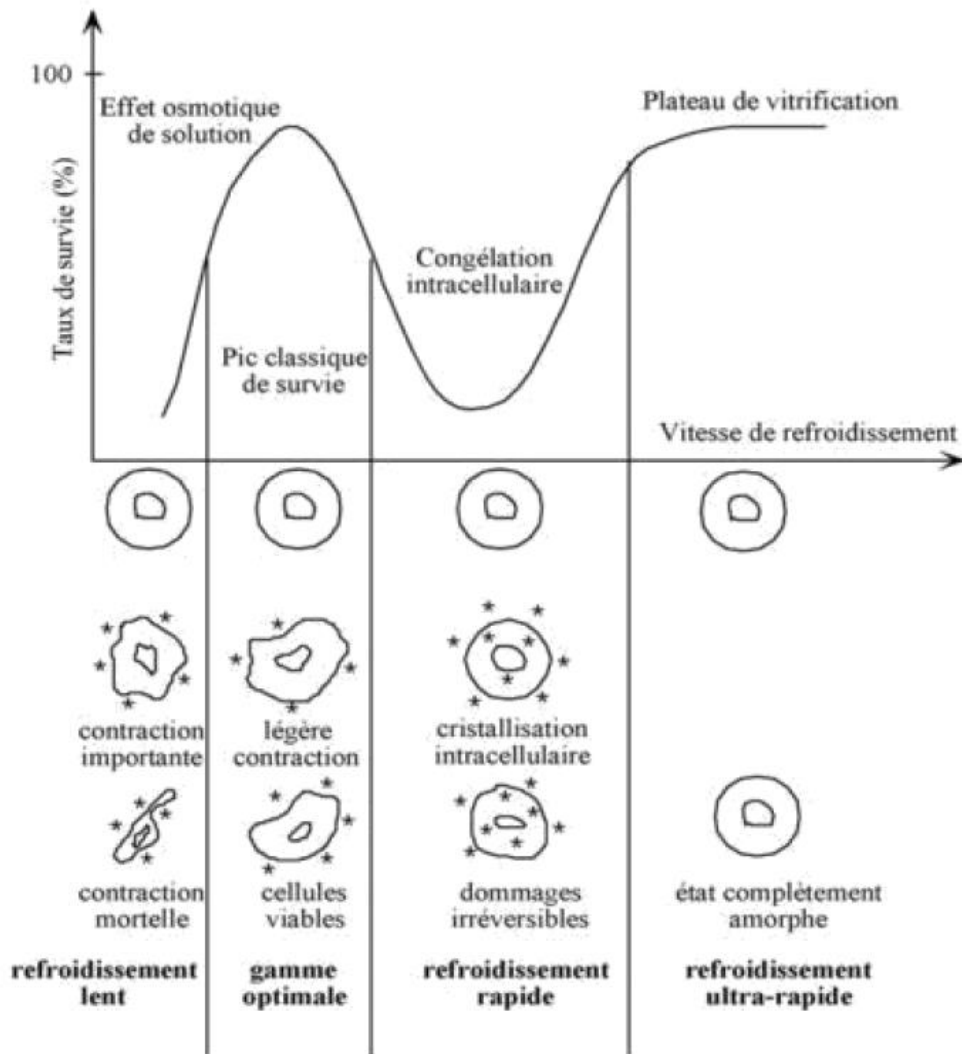 100
Effet osmotique
de solution
Plateau de vitrification
Taux de survie (%)
Congélation
intracellulaire
Pic classique
de survie
Vitesse de refroidissement
contraction
importante
légère
contraction
cristallisation
intracellulaire
contraction
mortelle
cellules
viables
dommages
irréversibles
état complètement
amorphe
refroidissement
lent
gamme
optimale
refroidissement
rapide
refroidissement
ultra-rapide